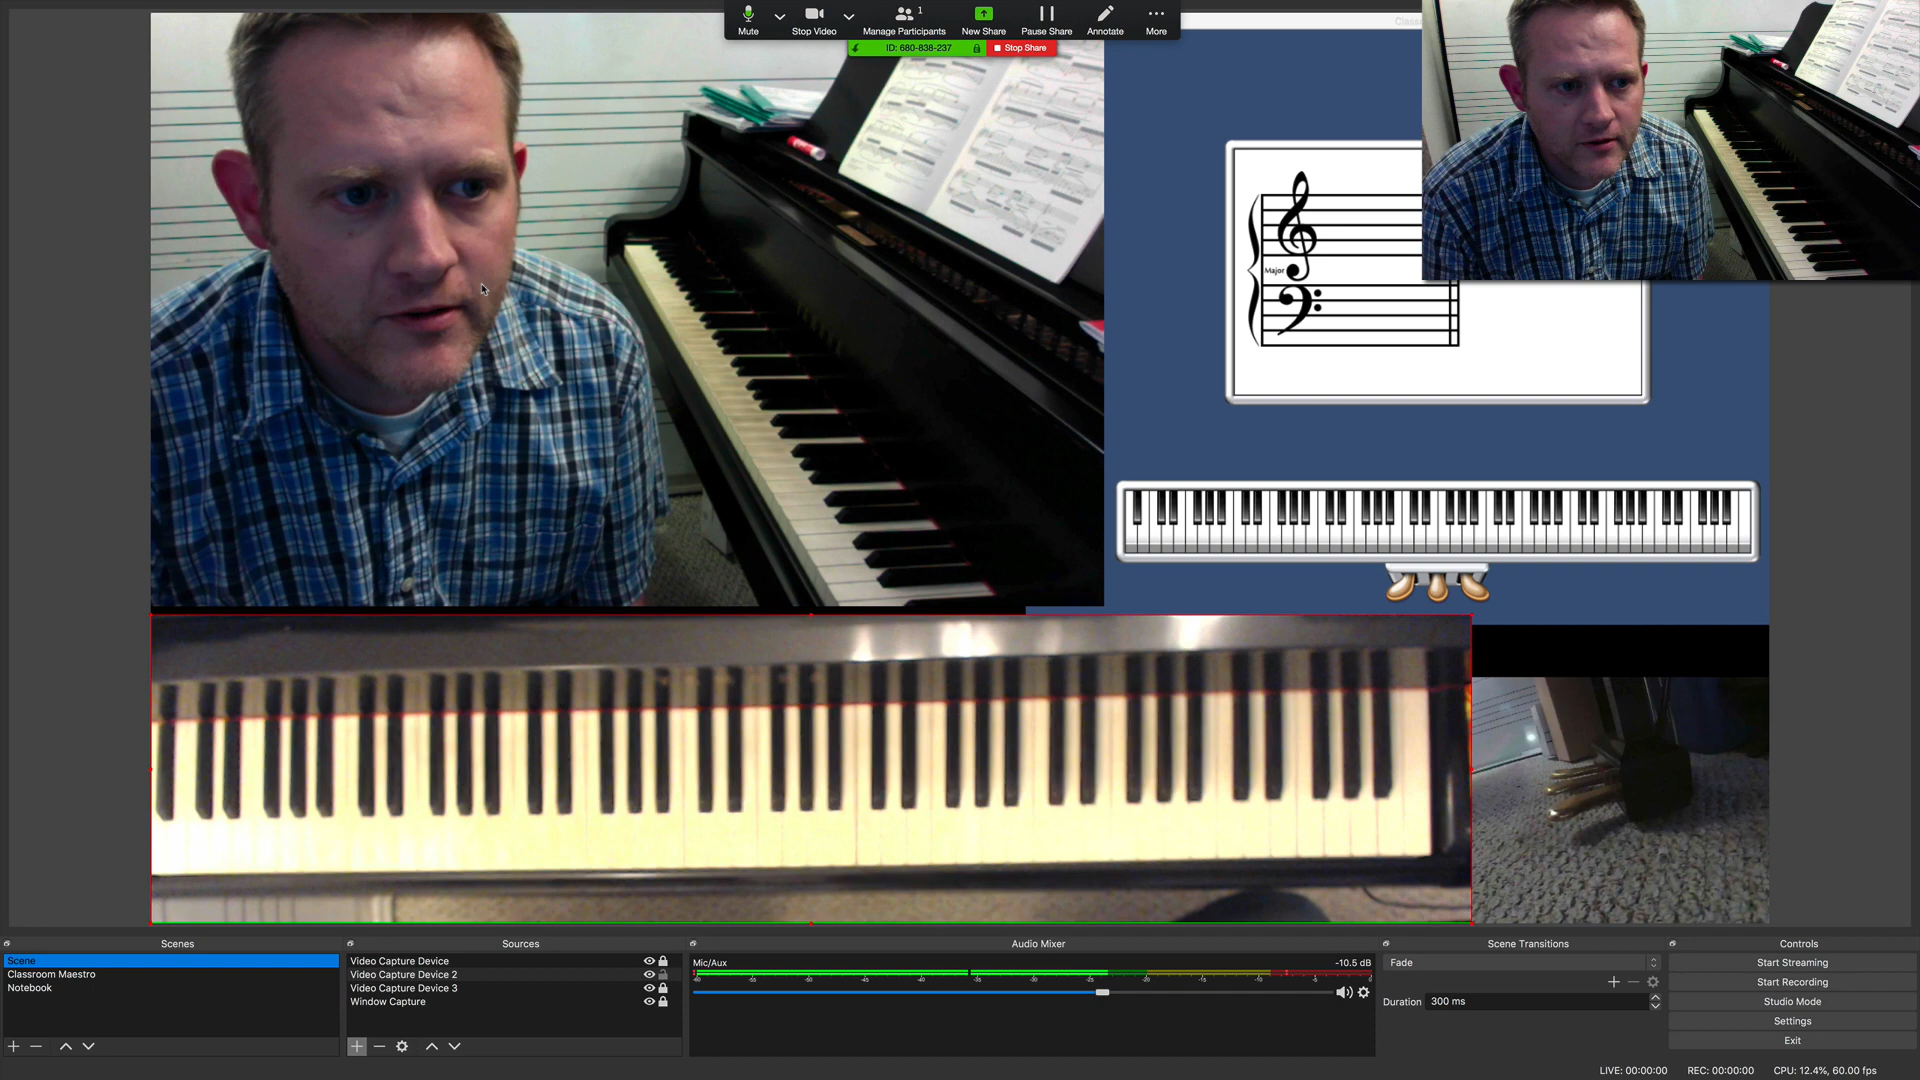 1
Mute
Stop Video
Manage Participants
New Share
Pause Share
Annotate
More
ID: 680-838-237
Stop Share
Major
Scenes
Scene
Classroom Maestro
Notebook
Sources
Video Capture Device
Video Capture Device 2
Video Capture Device 3
Window Capture
Audio Mixer
Mic/Aux
-10.5 dB
Scene Transitions
Fade
Duration
300 ms
Controls
Start Streaming
Start Recording
Studio Mode
Settings
Exit
LIVE: 00:00:00
REC: 00:00:00
CPU: 12.4%, 60.00 fps